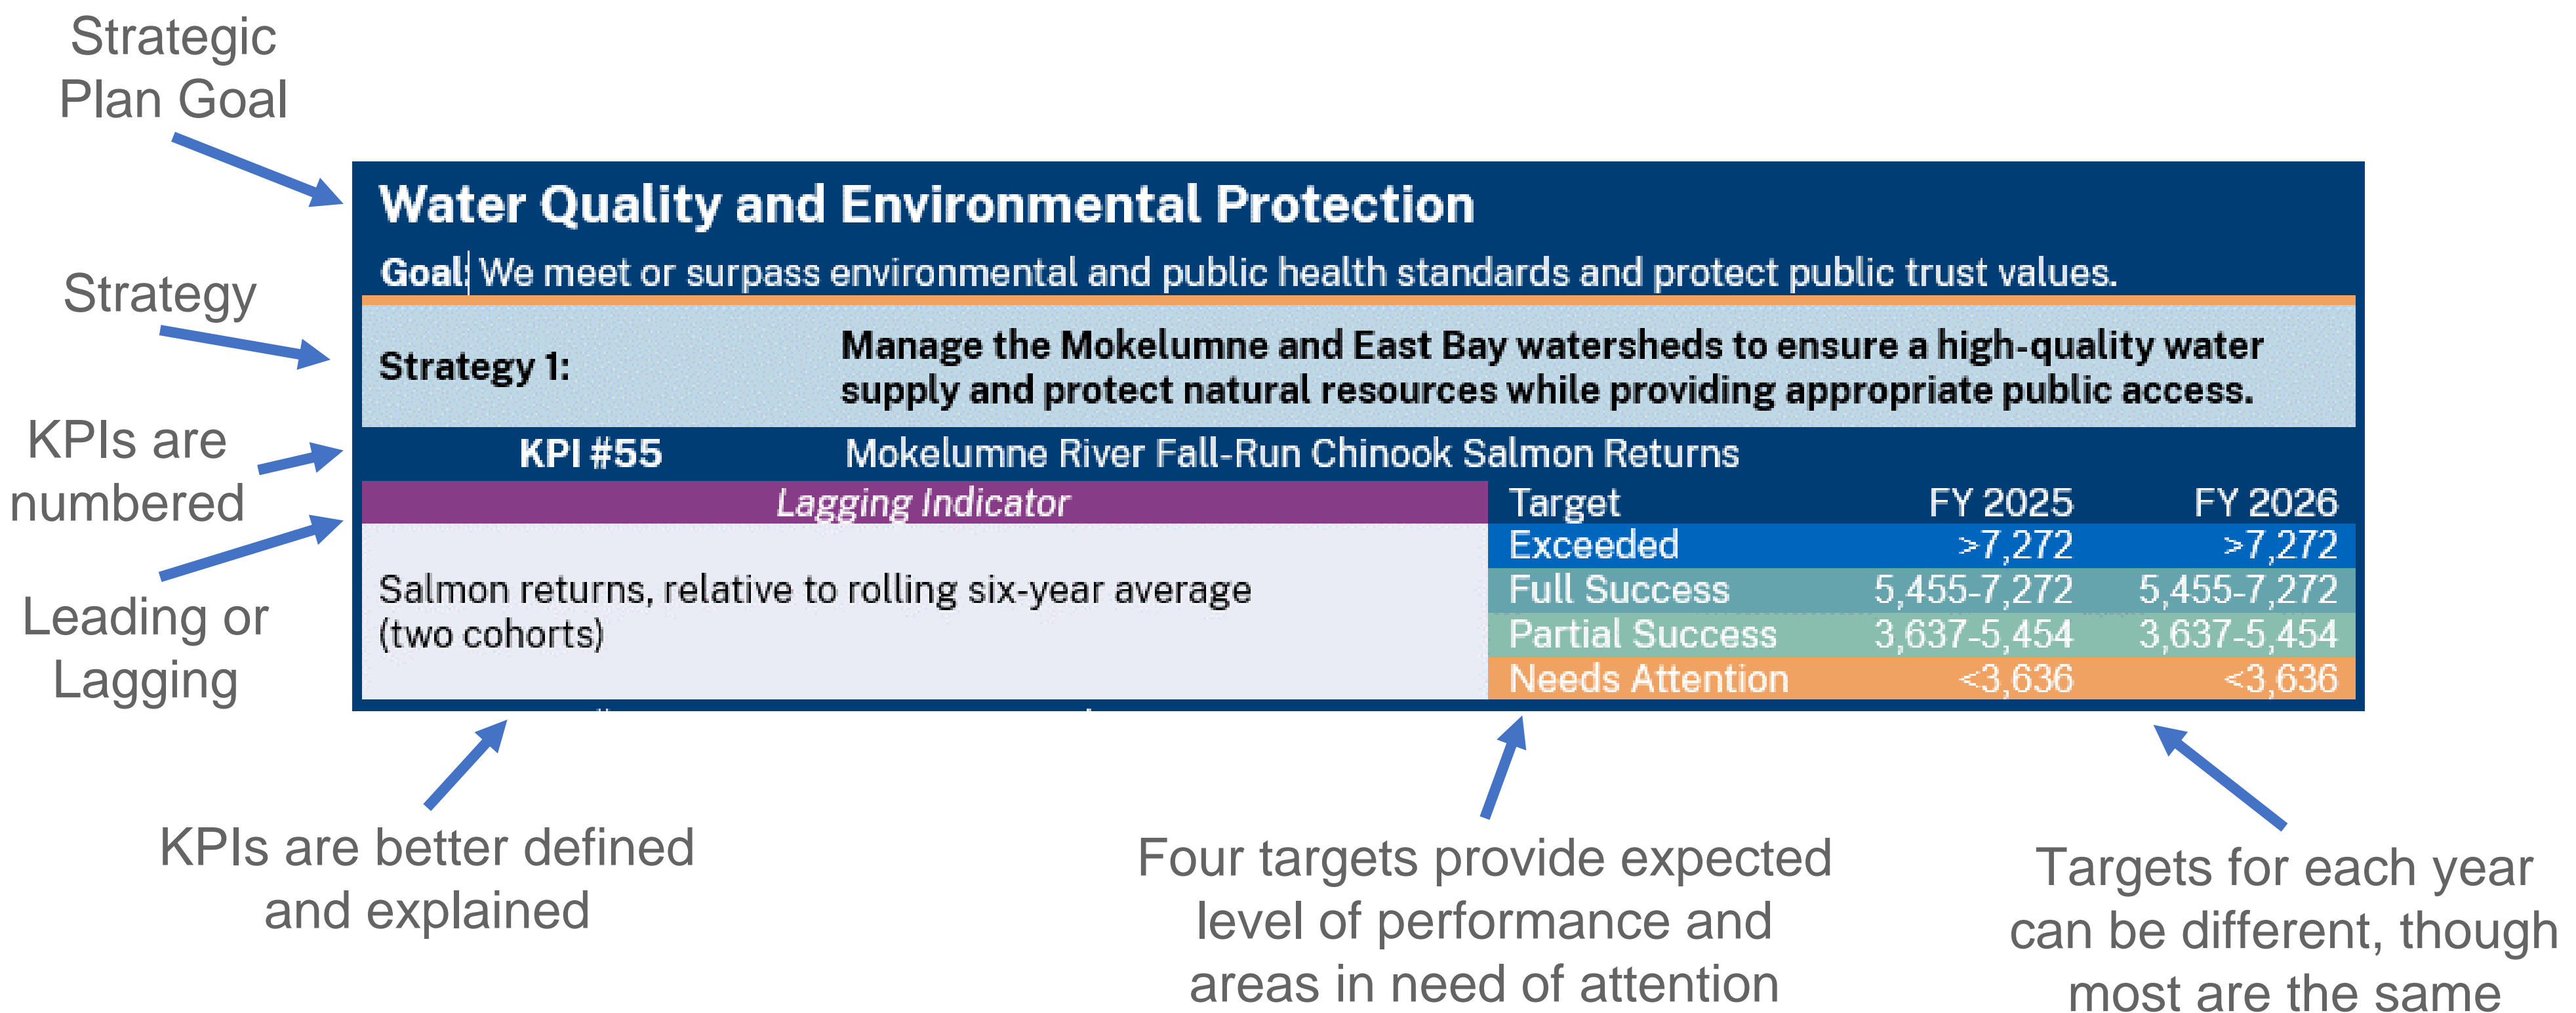 Strategic
Plan Goal
Water Quality and Environmental Protection
Goal: We meet or surpass environmental and public health standards and protect public trust values.
Strategy
Strategy 1:
Manage the Mokelumne and East Bay watersheds to ensure a high-quality water
supply and protect natural resources while providing appropriate public access.
KPIs are
numbered
KPI #55 Mokelumne River Fall-Run Chinook Salmon Returns
Leading or
Lagging
Lagging Indicator
Salmon returns, relative to rolling six-year average
(two cohorts)
Target FY 2025 FY 2026
Exceeded >7,272 >7,272
Full Success 5,455-7,272 5,455-7,272
Partial Success 3,637-5,454 3,637-5,454
Needs Attention <3,636 <3,636
KPIs are better defined
and explained
Four targets provide expected
level of performance and
areas in need of attention
Targets for each year
can be different, though
most are the same